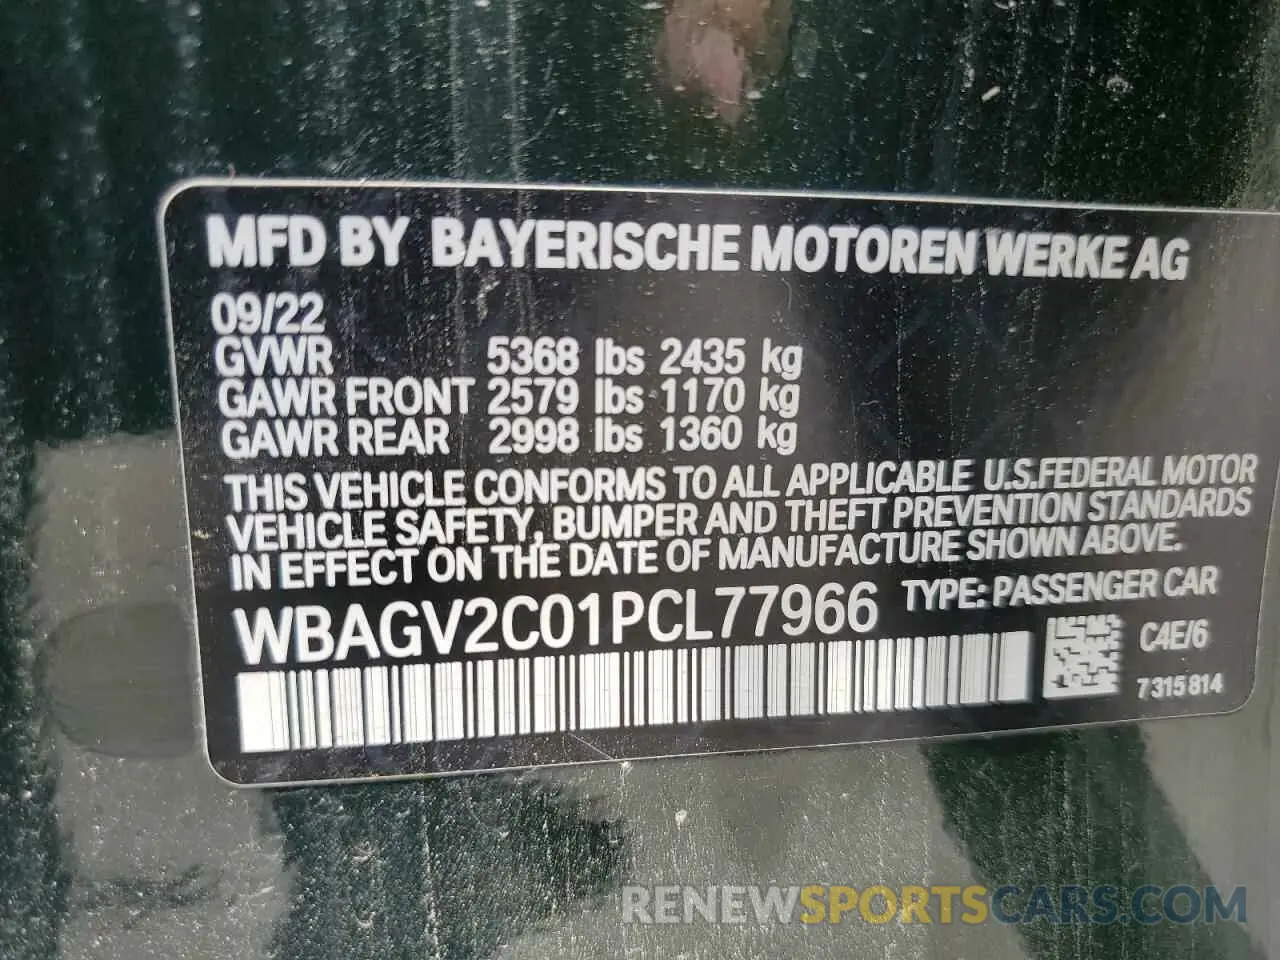 MFD BY BAYERISCHE MOTOREN WERKE AG
09/22
GVWR 5368 lbs 2435 kg
GAWR FRONT 2579 lbs 1170 kg
GAWR REAR 2998 lbs 1360 kg
THIS VEHICLE CONFORMS TO ALL APPLICABLE U.S.FEDERAL MOTOR
VEHICLE SAFETY, BUMPER AND THEFT PREVENTION STANDARDS
IN EFFECT ON THE DATE OF MANUFACTURE SHOWN ABOVE.
WBAGV2C01PCL77966 TYPE: PASSENGER CAR
C4E/6
7315814
RENEWSPORTSCARS.COM